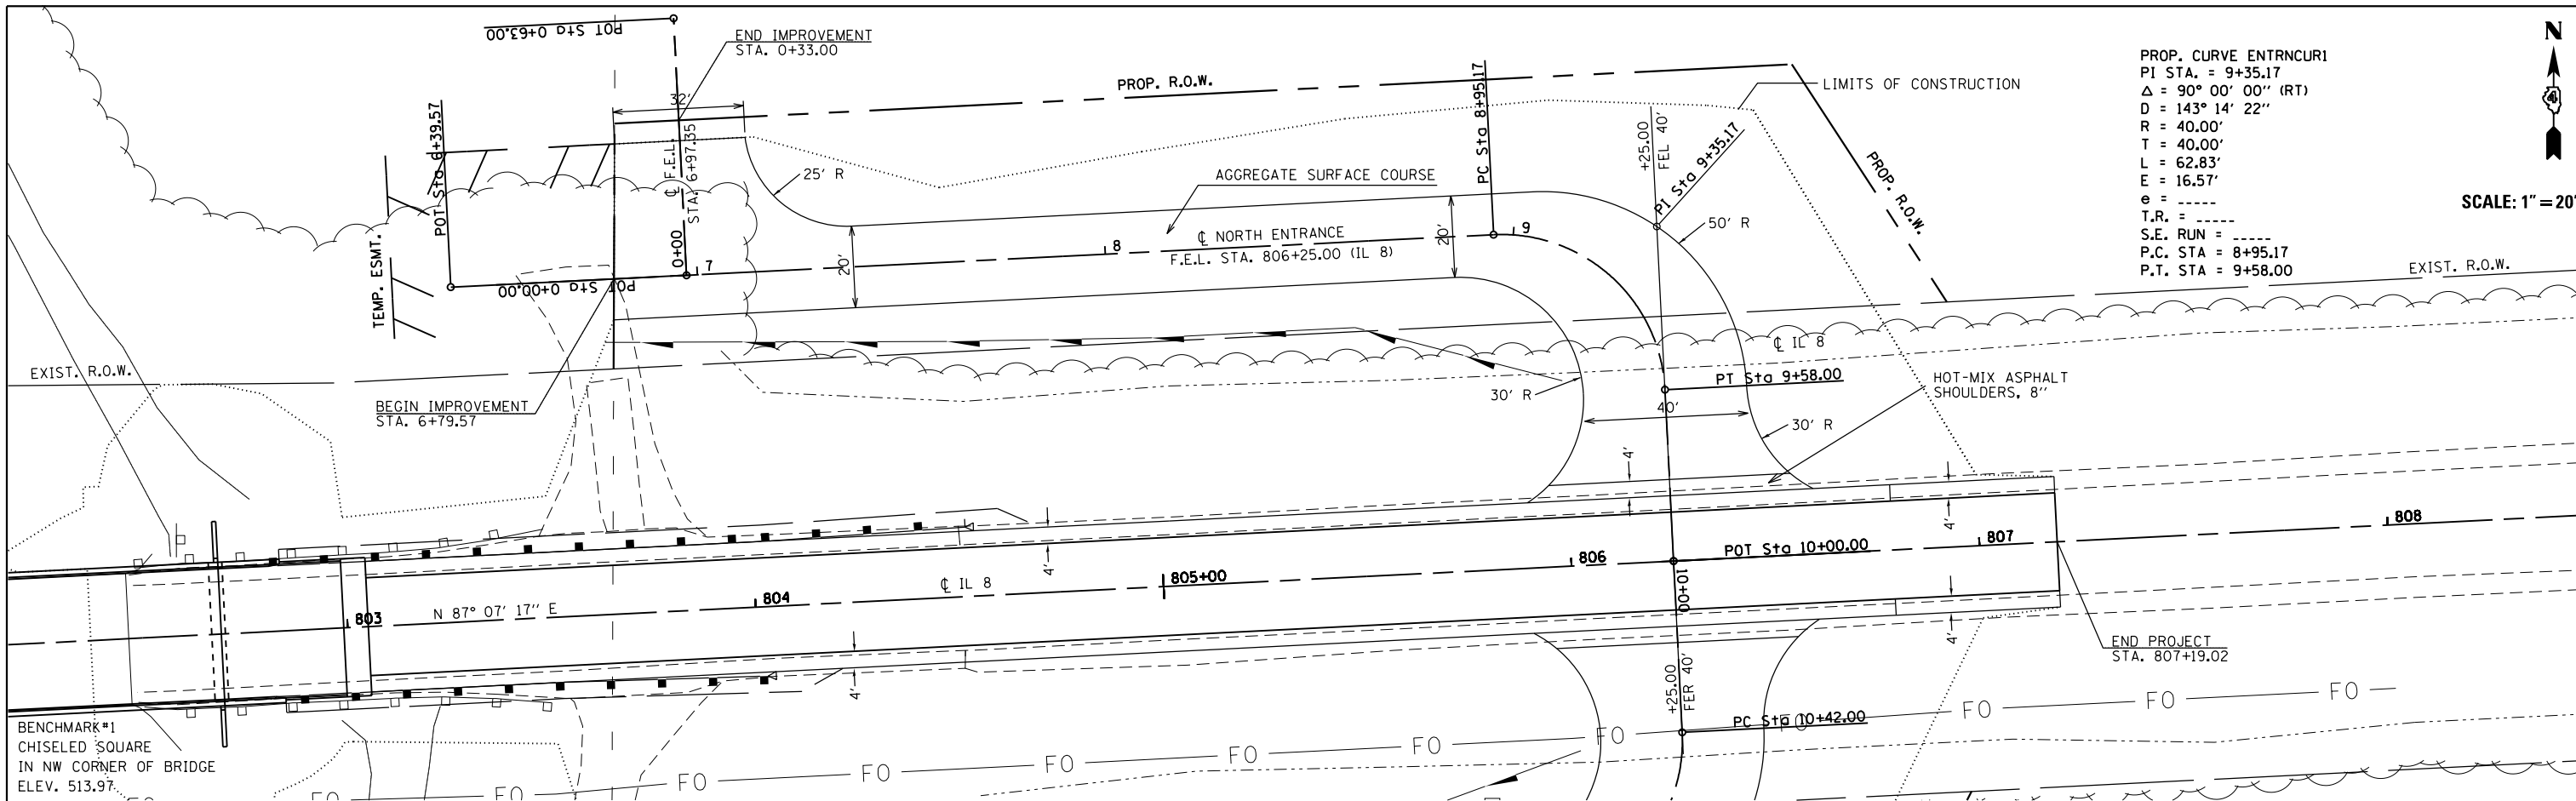 POT Sta 0+63.00
END IMPROVEMENT
STA. 0+33.00
PROP. R.O.W.
LIMITS OF CONSTRUCTION
PROP. CURVE ENTRNCUR1
PI STA. = 9+35.17
Δ = 90° 00' 00" (RT)
D = 143° 14' 22"
R = 40.00'
T = 40.00'
L = 62.83'
E = 16.57'
e = _____
T.R. = _____
S.E. RUN = _____
P.C. STA = 8+95.17
P.T. STA = 9+58.00
N
SCALE: 1" = 20'
32'
POT Sta 6+39.57
℄ F.E.L.
STA. 6+97.35
25' R
AGGREGATE SURFACE COURSE
PC Sta 8+95.17
+25.00
FEL 40'
PI Sta 9+35.17
PROP. R.O.W.
50' R
TEMP. ESMT.
0+00
7
8
9
℄ NORTH ENTRANCE
F.E.L. STA. 806+25.00 (IL 8)
20'
20'
POT Sta 0+00.00
EXIST. R.O.W.
EXIST. R.O.W.
℄ IL 8
BEGIN IMPROVEMENT
STA. 6+79.57
30' R
40'
PT Sta 9+58.00
HOT-MIX ASPHALT
SHOULDERS, 8"
30' R
4'
4'
4'
803
N 87° 07' 17" E
804
℄ IL 8
805+00
806
POT Sta 10+00.00
807
808
10+00
4'
4'
END PROJECT
STA. 807+19.02
+25.00
FER 40'
PC Sta 10+42.00
BENCHMARK #1
CHISELED SQUARE
IN NW CORNER OF BRIDGE
ELEV. 513.97
FO
FO
FO
FO
FO
FO
FO
FO
FO
FO
FO
FO
FO